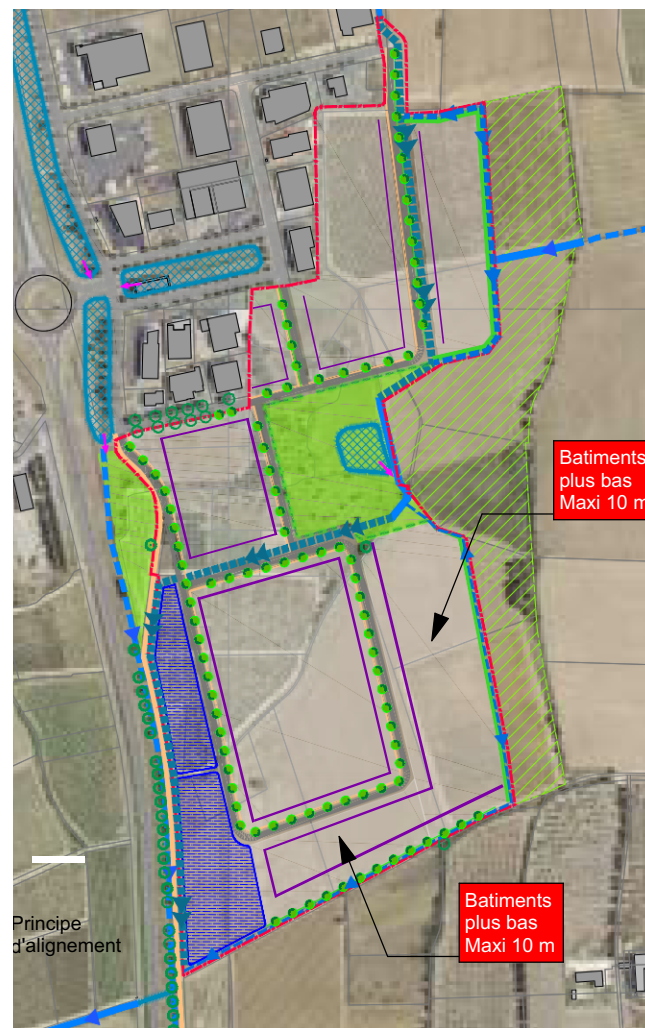 Batiments
plus bas
Maxi 10 m
Batiments
plus bas
Maxi 10 m
Principe
d'alignement